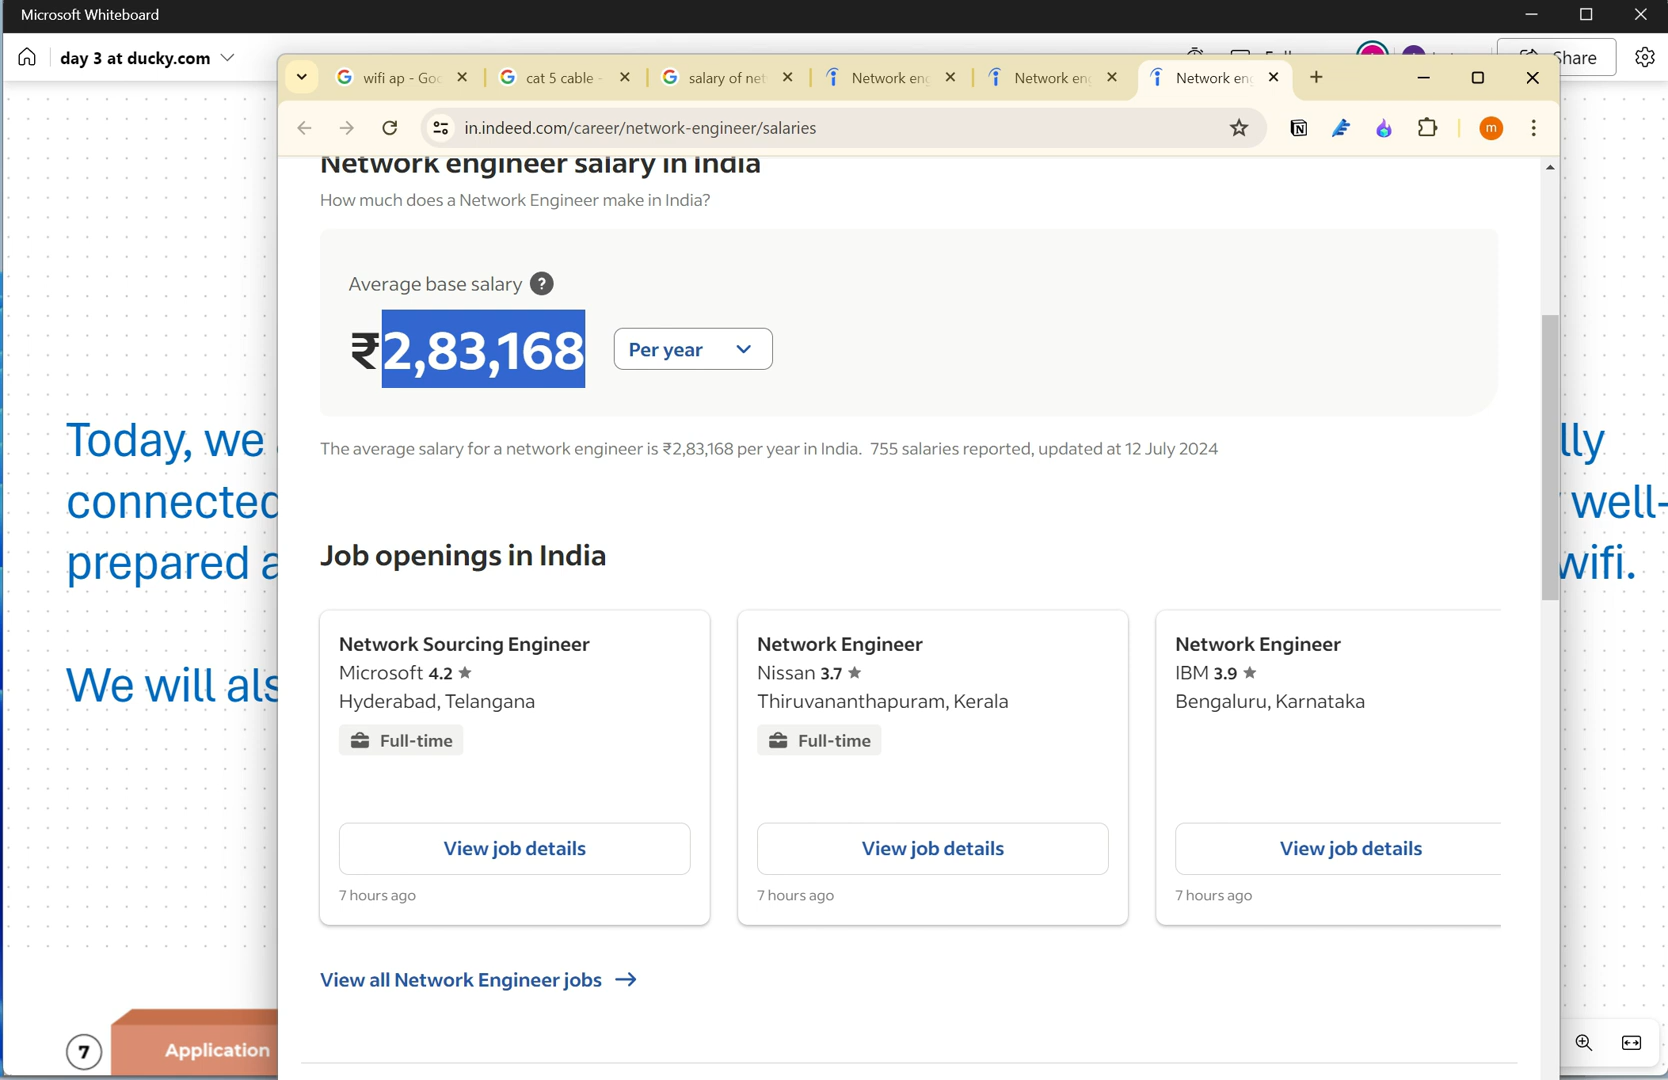 Microsoft Whiteboard
day 3 at ducky.com
Share
wifi ap - Goo
cat 5 cable -
salary of net
Network eng
Network eng
Network eng
in.indeed.com/career/network-engineer/salaries
m
Network engineer salary in India
How much does a Network Engineer make in India?
Average base salary ?
₹2,83,168 Per year
The average salary for a network engineer is ₹2,83,168 per year in India. 755 salaries reported, updated at 12 July 2024
Today, we
lly
connected
well-
prepared a
wifi.
We will als
Job openings in India
Network Sourcing Engineer
Microsoft 4.2 ★
Hyderabad, Telangana
Full-time
View job details
7 hours ago
Network Engineer
Nissan 3.7 ★
Thiruvananthapuram, Kerala
Full-time
View job details
7 hours ago
Network Engineer
IBM 3.9 ★
Bengaluru, Karnataka
View job details
7 hours ago
View all Network Engineer jobs →
7 Application